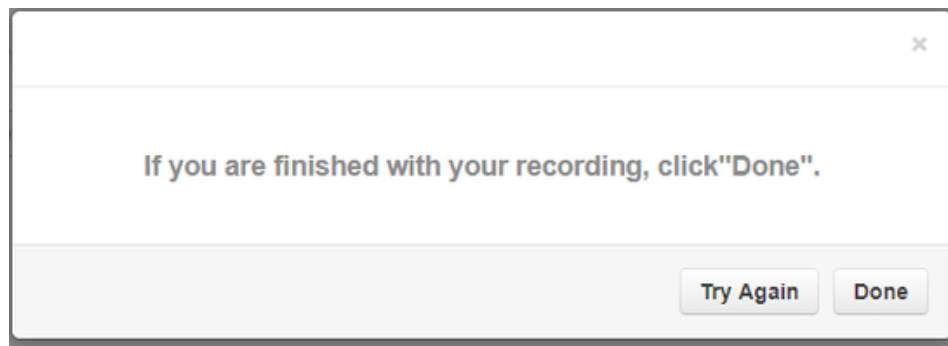 ×
If you are finished with your recording, click"Done".
Try Again
Done